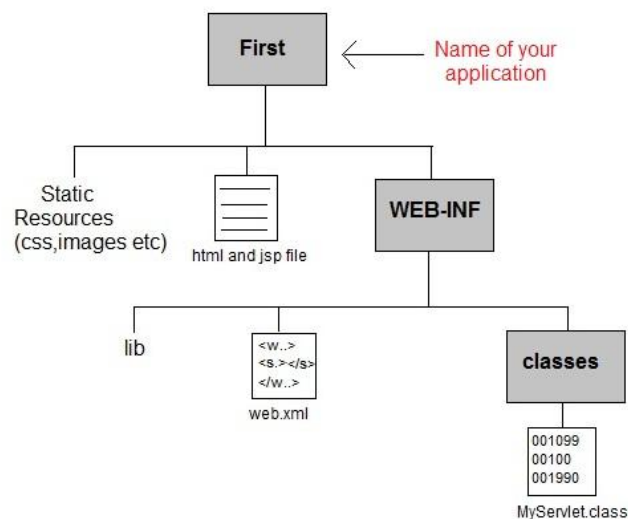 First
Name of your
application
Static
Resources
(css,images etc)
html and jsp file
WEB-INF
lib
<w..>
<s.></s>
</w..>
web.xml
classes
001099
00100
001990
MyServlet.class